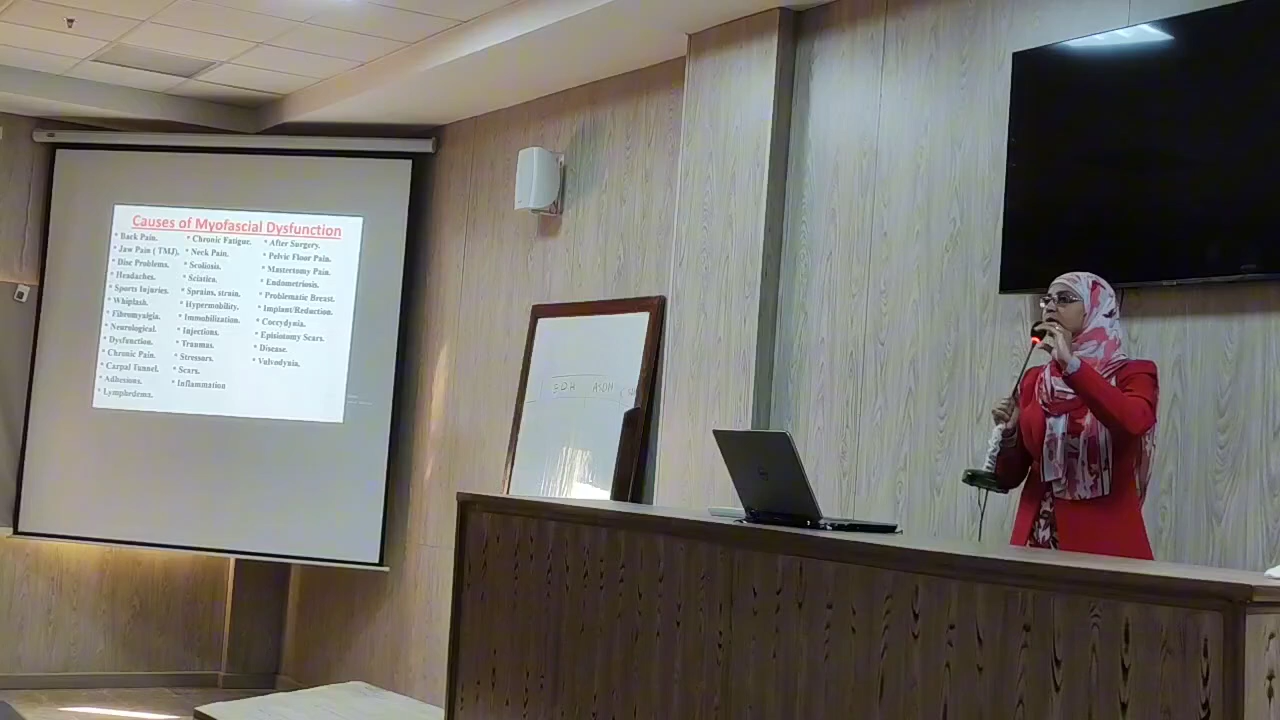 Causes of Myofascial Dysfunction
* Back Pain.
* Jaw Pain ( TMJ).
* Disc Problems.
* Headaches.
* Sports Injuries.
* Whiplash.
* Fibromyalgia.
* Neurological.
* Dysfunction.
* Chronic Pain.
* Carpal Tunnel.
* Adhesions.
* Lymphedema.
* Chronic Fatigue.
* Neck Pain.
* Scoliosis.
* Sciatica.
* Sprains, strain.
* Hypermobility.
* Immobilization.
* Injections.
* Traumas.
* Stressors.
* Scars.
* Inflammation
* After Surgery.
* Pelvic Floor Pain.
* Mastectomy Pain.
* Endometriosis.
* Problematic Breast.
* Implant/Reduction.
* Coccydynia.
* Episiotomy Scars.
* Disease.
* Vulvodynia.
DELL